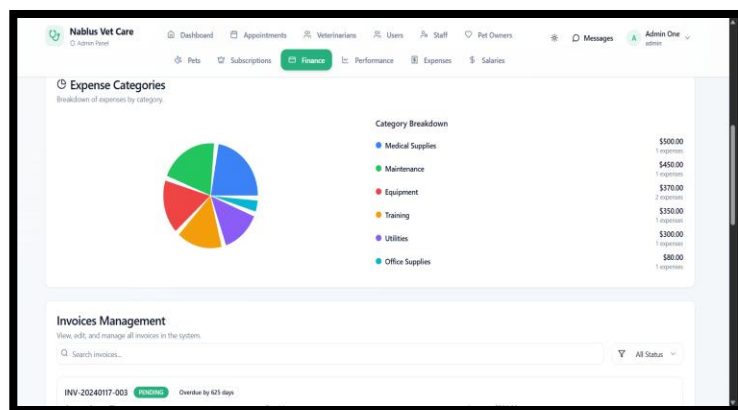 Nablus Vet Care
Admin Panel
Dashboard
Appointments
Veterinarians
Users
Staff
Pet Owners
Messages
A
Admin One
admin
Pets
Subscriptions
Finance
Performance
Expenses
Salaries
Expense Categories
Breakdown of expenses by category.
Category Breakdown
Medical Supplies
$500.00
1 expenses
Maintenance
$450.00
1 expenses
Equipment
$370.00
2 expenses
Training
$350.00
1 expenses
Utilities
$300.00
1 expenses
Office Supplies
$80.00
1 expenses
Invoices Management
View, edit, and manage all invoices in the system.
Search invoices...
All Status
INV-20240117-003 PENDING Overdue by 625 days